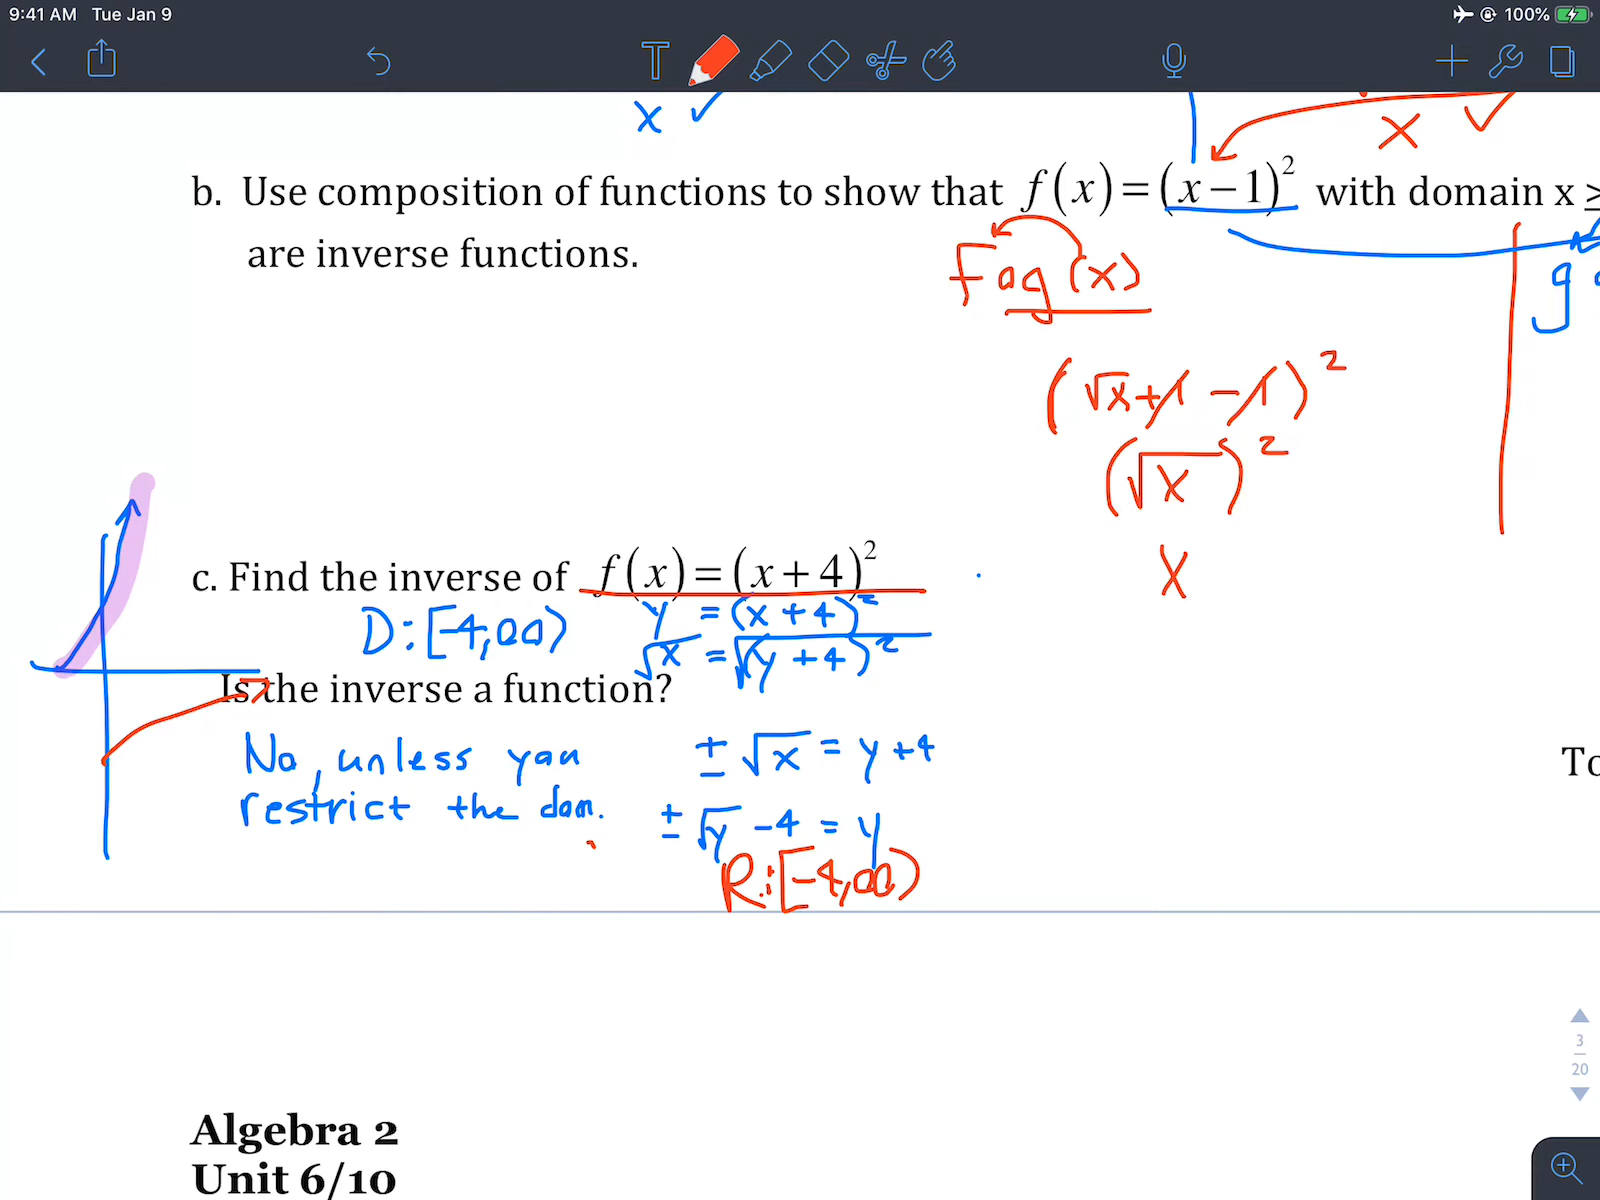 9:41 AM Tue Jan 9
100%
x ✓
x ✓
b. Use composition of functions to show that f(x)=(x−1)² with domain x ≥
are inverse functions.
Fog(x)
g
(√x+1−1)²
(√x)²
x
c. Find the inverse of f(x)=(x+4)²
D:[-4,∞)
y = (x+4)²
√x = √(y+4)²
Is the inverse a function?
No, unless you
restrict the dom.
± √x = y+4
± √y −4 = y
R:[-4,∞)
To
3
20
Algebra 2
Unit 6/10